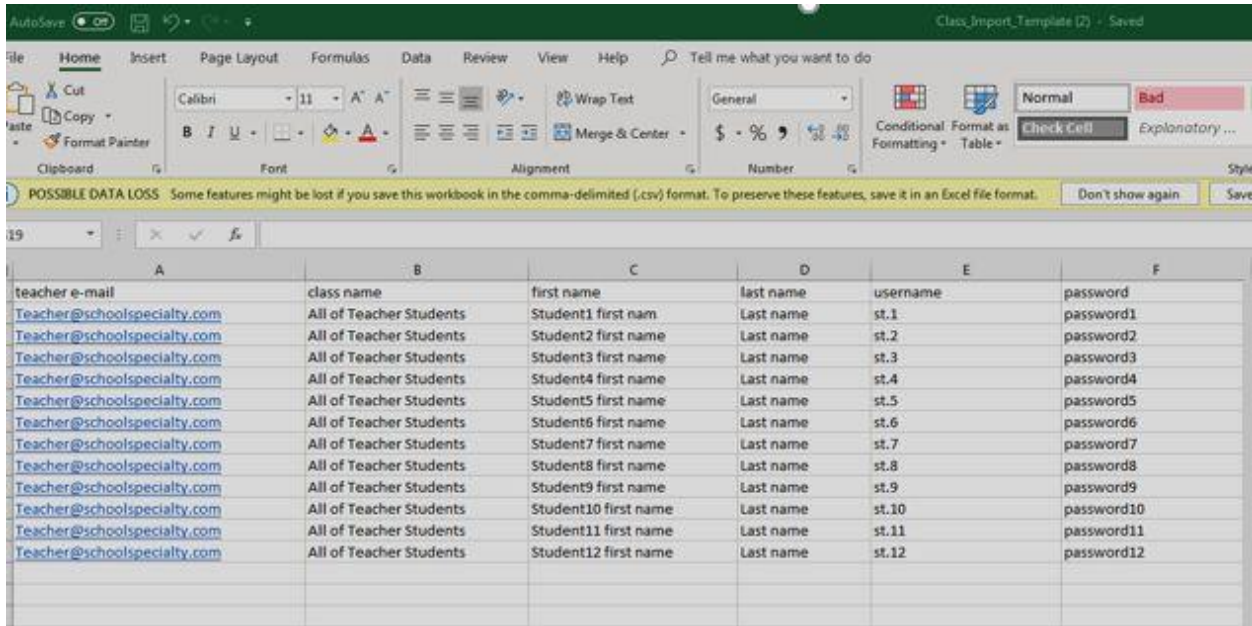 AutoSave Off Class_Import_Template (2) - Saved
File Home Insert Page Layout Formulas Data Review View Help Tell me what you want to do
Cut
Copy
Paste
Format Painter
Clipboard
Calibri 11 A^ A˅
B I U A
Font
Wrap Text
Merge & Center
Alignment
General
$ % 9
Number
Conditional Formatting
Format as Table
Normal Bad
Check Cell Explanatory ...
POSSIBLE DATA LOSS Some features might be lost if you save this workbook in the comma-delimited (.csv) format. To preserve these features, save it in an Excel file format. Don't show again Save
19 fx
A B C D E F
teacher e-mail class name first name last name username password
Teacher@schoolspecialty.com All of Teacher Students Student1 first nam Last name st.1 password1
Teacher@schoolspecialty.com All of Teacher Students Student2 first name Last name st.2 password2
Teacher@schoolspecialty.com All of Teacher Students Student3 first name Last name st.3 password3
Teacher@schoolspecialty.com All of Teacher Students Student4 first name Last name st.4 password4
Teacher@schoolspecialty.com All of Teacher Students Student5 first name Last name st.5 password5
Teacher@schoolspecialty.com All of Teacher Students Student6 first name Last name st.6 password6
Teacher@schoolspecialty.com All of Teacher Students Student7 first name Last name st.7 password7
Teacher@schoolspecialty.com All of Teacher Students Student8 first name Last name st.8 password8
Teacher@schoolspecialty.com All of Teacher Students Student9 first name Last name st.9 password9
Teacher@schoolspecialty.com All of Teacher Students Student10 first name Last name st.10 password10
Teacher@schoolspecialty.com All of Teacher Students Student11 first name Last name st.11 password11
Teacher@schoolspecialty.com All of Teacher Students Student12 first name Last name st.12 password12